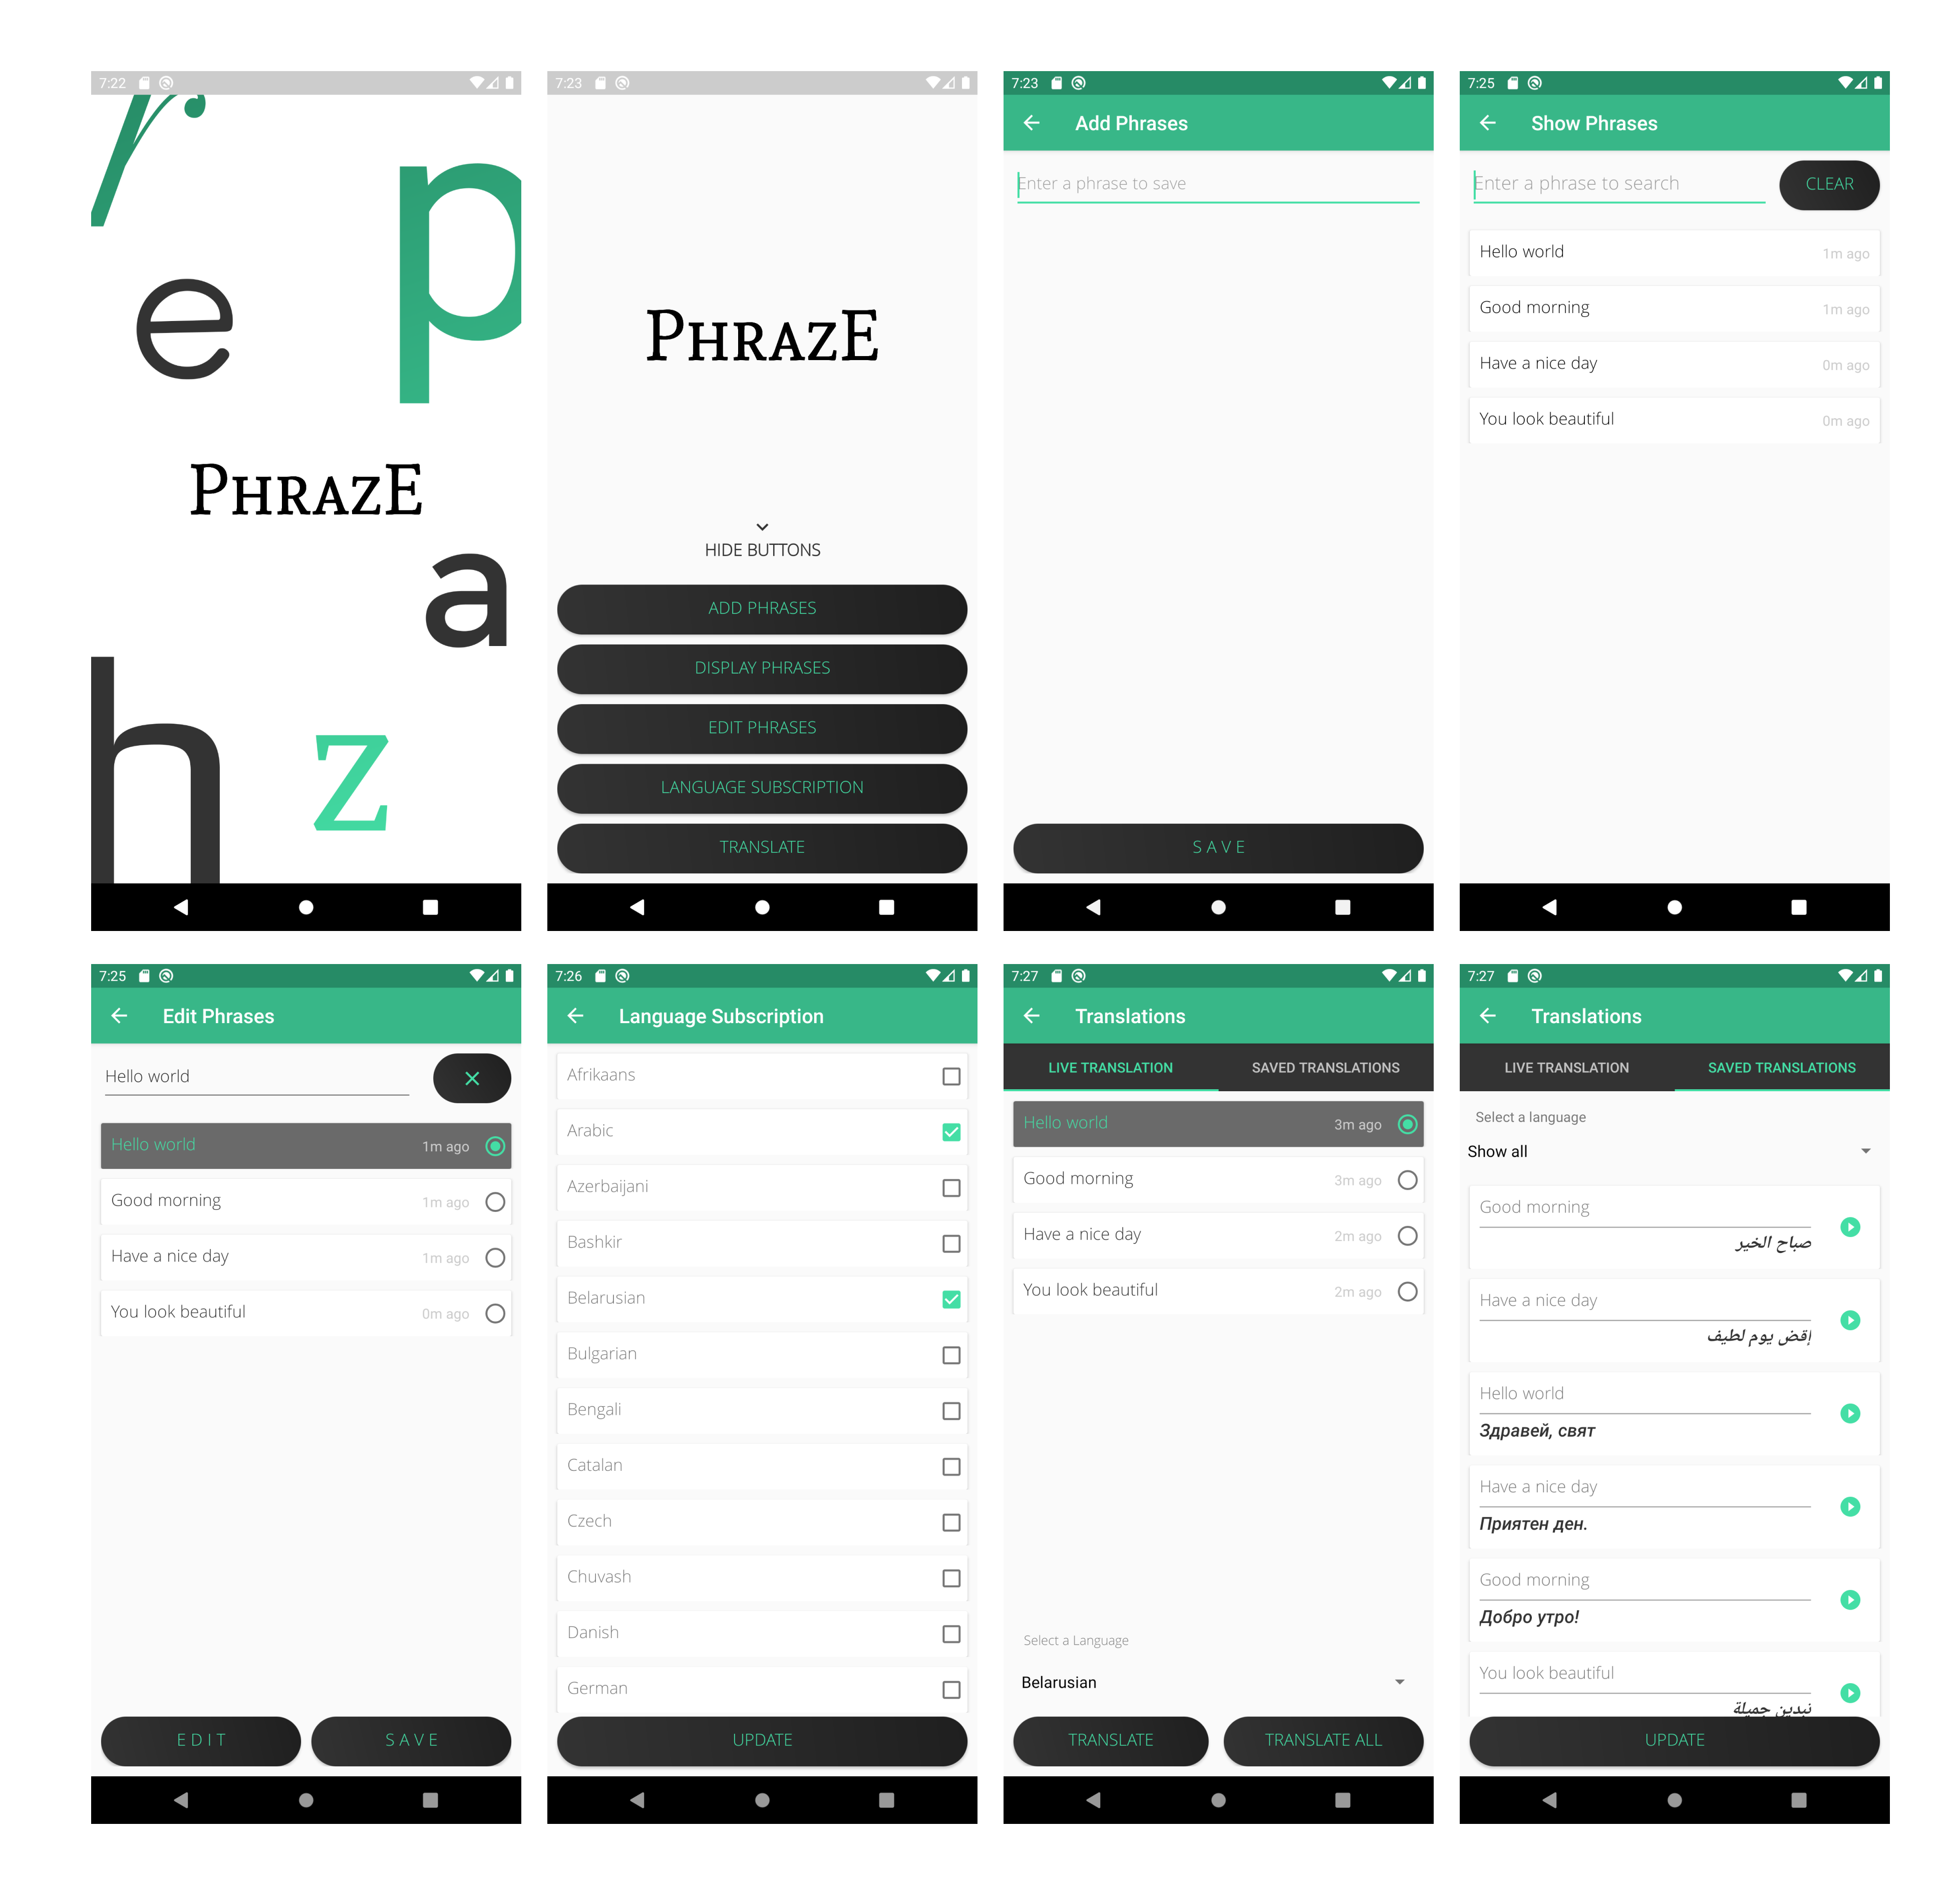 7:22
r
p
e
PHRAZE
a
h
z
7:23
PHRAZE
HIDE BUTTONS
ADD PHRASES
DISPLAY PHRASES
EDIT PHRASES
LANGUAGE SUBSCRIPTION
TRANSLATE
7:23
Add Phrases
Enter a phrase to save
SAVE
7:25
Show Phrases
Enter a phrase to search
CLEAR
Hello world 1m ago
Good morning 1m ago
Have a nice day 0m ago
You look beautiful 0m ago
7:25
Edit Phrases
Hello world
Hello world 1m ago
Good morning 1m ago
Have a nice day 1m ago
You look beautiful 0m ago
EDIT SAVE
7:26
Language Subscription
Afrikaans
Arabic
Azerbaijani
Bashkir
Belarusian
Bulgarian
Bengali
Catalan
Czech
Chuvash
Danish
German
UPDATE
7:27
Translations
LIVE TRANSLATION SAVED TRANSLATIONS
Hello world 3m ago
Good morning 3m ago
Have a nice day 2m ago
You look beautiful 2m ago
Select a Language
Belarusian
TRANSLATE TRANSLATE ALL
7:27
Translations
LIVE TRANSLATION SAVED TRANSLATIONS
Select a language
Show all
Good morning
صباح الخير
Have a nice day
إقض يوم لطيف
Hello world
Здравей, свят
Have a nice day
Приятен ден.
Good morning
Добро утро!
You look beautiful
تبدين جميلة
UPDATE